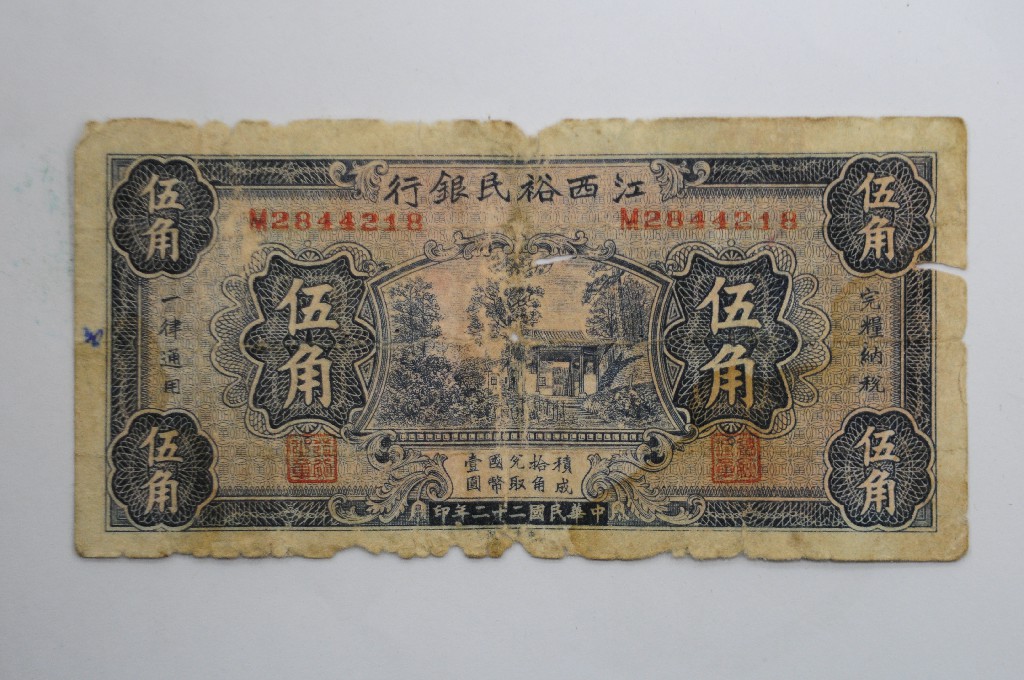 江西裕民銀行
M2844218
M2844218
伍角
伍角
伍角
伍角
完糧納稅
一律通用
伍角
伍角
積成拾角兌取國幣壹圓
中華民國二十二年印